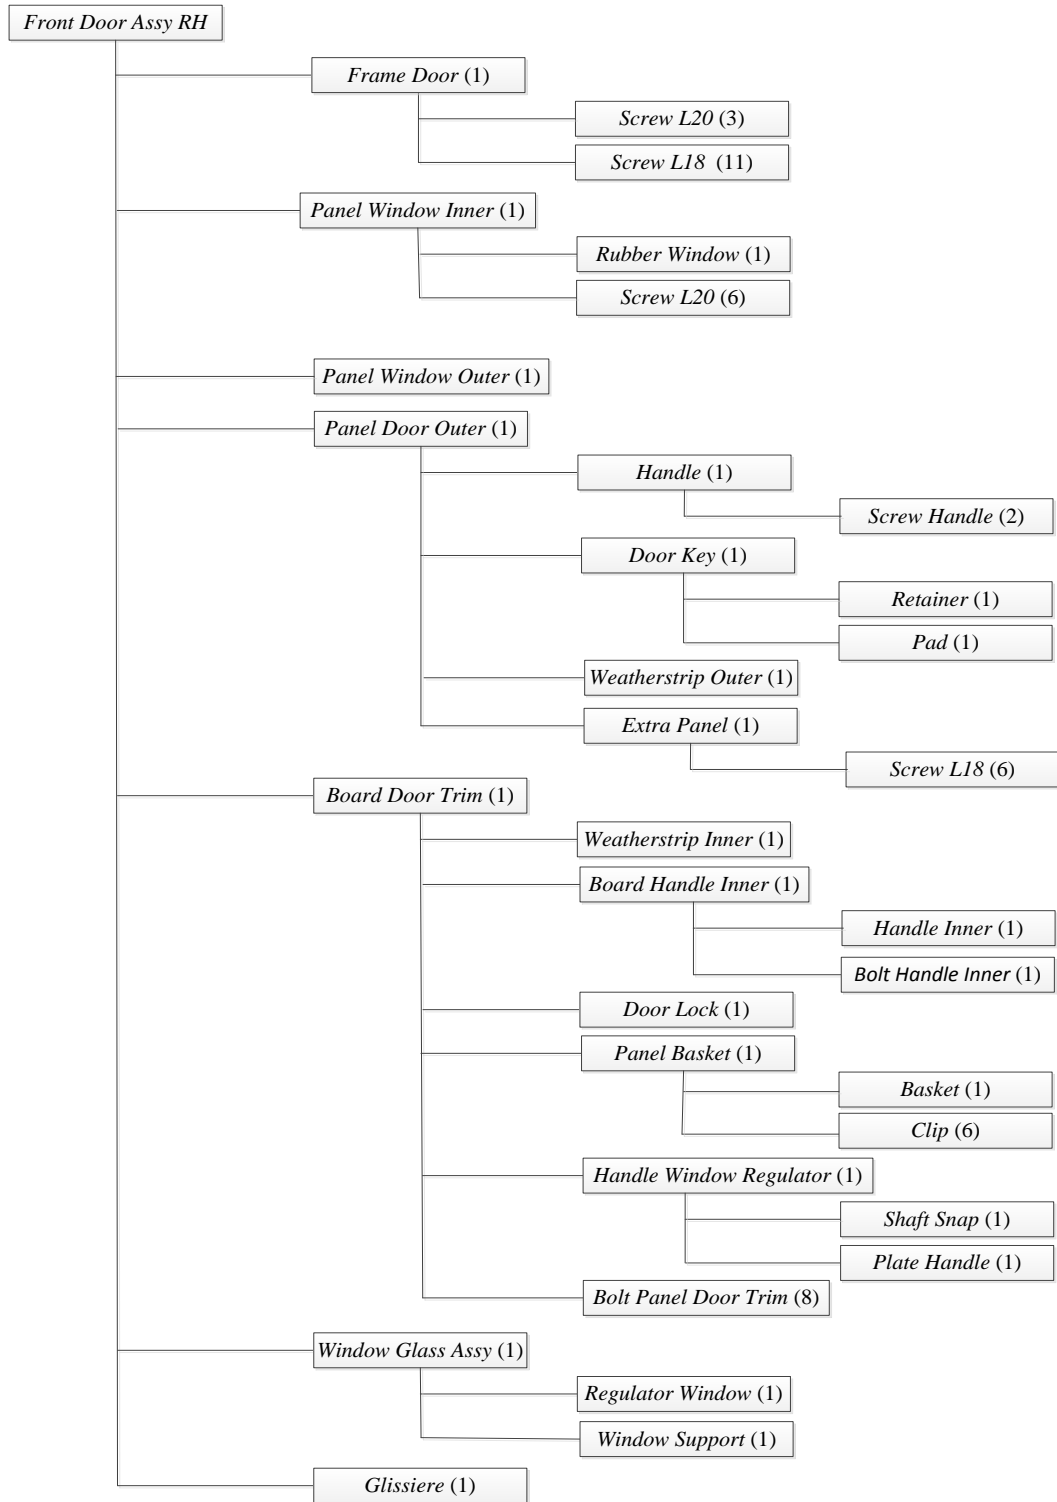 Front Door Assy RH
Frame Door (1)
Screw L20 (3)
Screw L18 (11)
Panel Window Inner (1)
Rubber Window (1)
Screw L20 (6)
Panel Window Outer (1)
Panel Door Outer (1)
Handle (1)
Screw Handle (2)
Door Key (1)
Retainer (1)
Pad (1)
Weatherstrip Outer (1)
Extra Panel (1)
Screw L18 (6)
Board Door Trim (1)
Weatherstrip Inner (1)
Board Handle Inner (1)
Handle Inner (1)
Bolt Handle Inner (1)
Door Lock (1)
Panel Basket (1)
Basket (1)
Clip (6)
Handle Window Regulator (1)
Shaft Snap (1)
Plate Handle (1)
Bolt Panel Door Trim (8)
Window Glass Assy (1)
Regulator Window (1)
Window Support (1)
Glissiere (1)